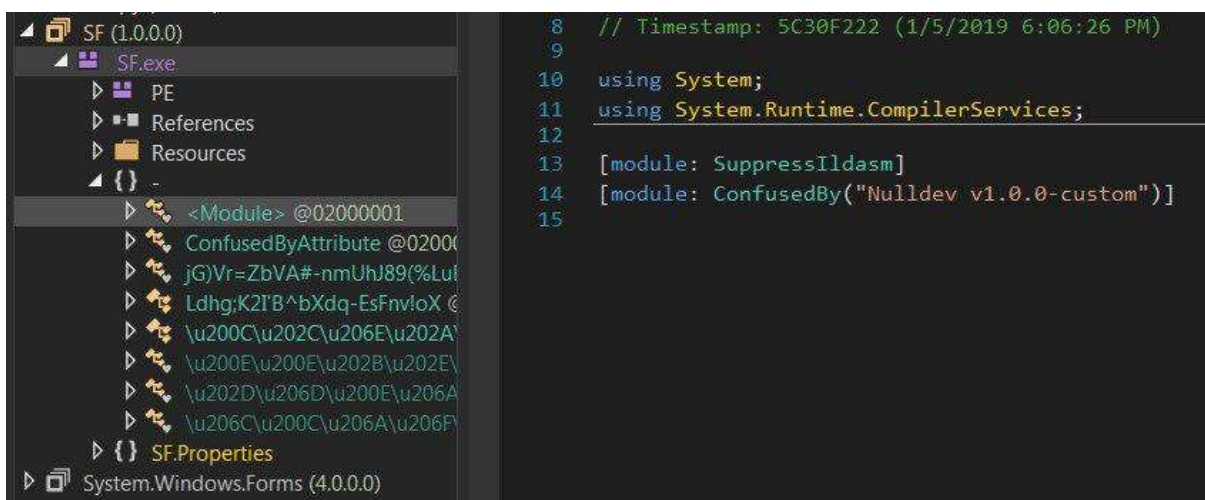 SF (1.0.0.0)
SF.exe
PE
References
Resources
{} -
<Module> @02000001
ConfusedByAttribute @0200
jG)Vr=ZbVA#-nmUhJ89(%Lu
Ldhg;K2I'B^bXdq-EsFnv!oX @
\u200C\u202C\u206E\u202A\
\u200E\u200E\u202B\u202E\
\u202D\u206D\u200E\u206A
\u206C\u200C\u206A\u206F\
{} SF.Properties
System.Windows.Forms (4.0.0.0)
8 // Timestamp: 5C30F222 (1/5/2019 6:06:26 PM)
9
10 using System;
11 using System.Runtime.CompilerServices;
12
13 [module: SuppressIldasm]
14 [module: ConfusedBy("Nulldev v1.0.0-custom")]
15